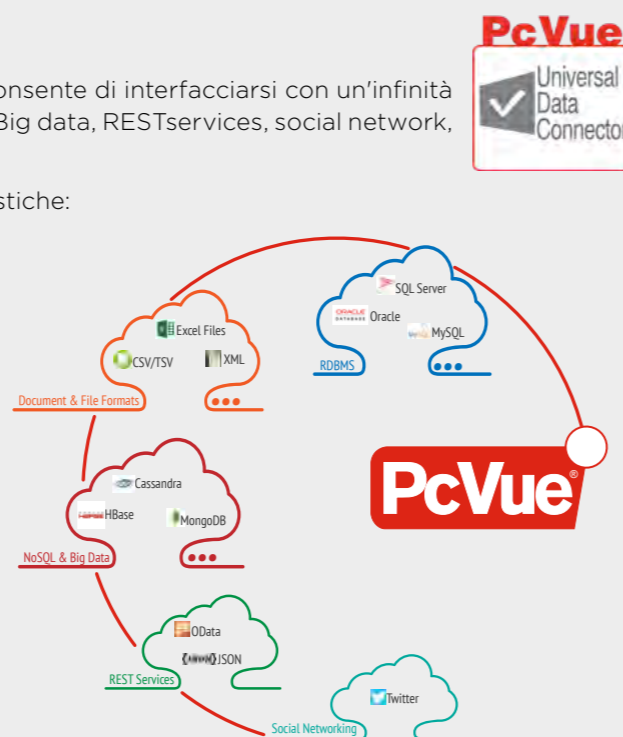 PcVue
Universal
Data
Connector
onsente di interfacciarsi con un'infinità
Big data, RESTservices, social network,
stiche:
SQL Server
ORACLE
DATABASE
Oracle
MySQL
RDBMS
Excel Files
CSV/TSV
XML
Document & File Formats
PcVue®
Cassandra
HBase
MongoDB
NoSQL & Big Data
OData
JSON
REST Services
Twitter
Social Networking